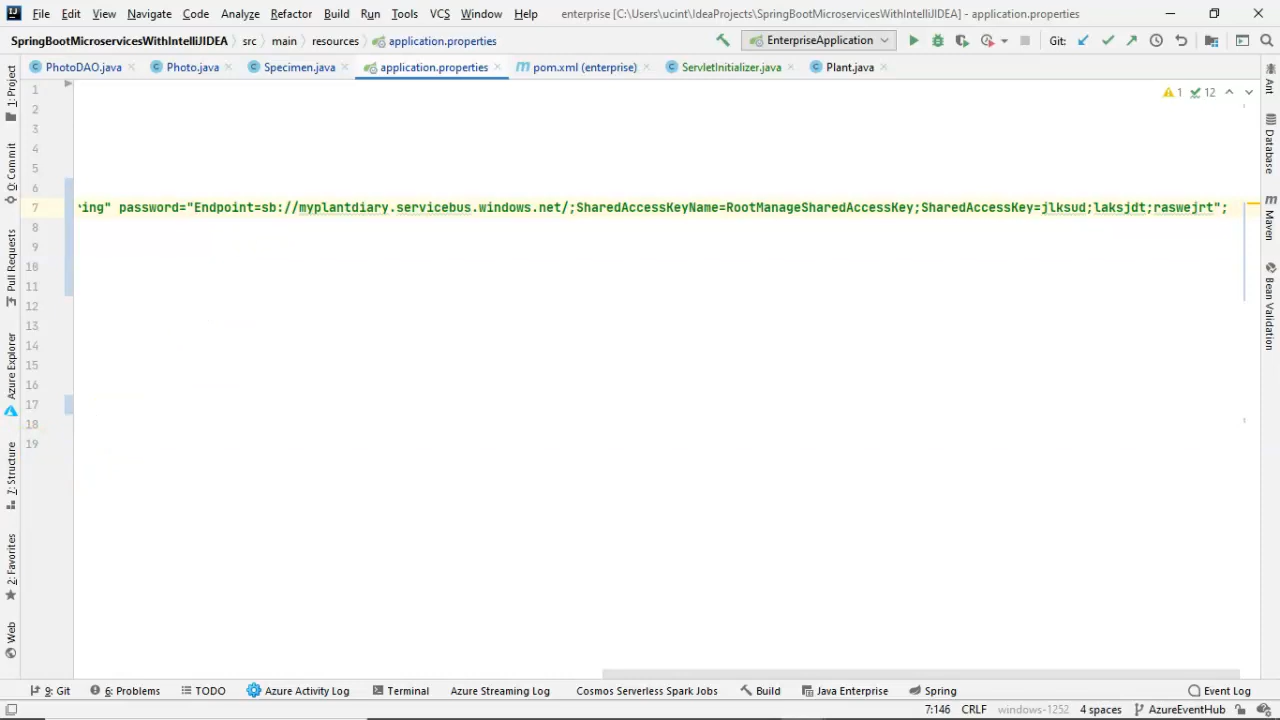 File Edit View Navigate Code Analyze Refactor Build Run Tools VCS Window Help enterprise [C:\Users\ucint\IdeaProjects\SpringBootMicroservicesWithIntelliJIDEA] - application.properties
SpringBootMicroservicesWithIntelliJIDEA src main resources application.properties EnterpriseApplication Git:
PhotoDAO.java Photo.java Specimen.java application.properties pom.xml (enterprise) ServletInitializer.java Plant.java
1 1 12
2
3
4
5
6
7 ring" password="Endpoint=sb://myplantdiary.servicebus.windows.net/;SharedAccessKeyName=RootManageSharedAccessKey;SharedAccessKey=jlksud;laksjdt;raswejrt";
8
9
10
11
12
13
14
15
16
17
18
19
1: Project
0: Commit
Pull Requests
Azure Explorer
7: Structure
2: Favorites
Web
Ant
Database
Maven
Bean Validation
9: Git 6: Problems TODO Azure Activity Log Terminal Azure Streaming Log Cosmos Serverless Spark Jobs Build Java Enterprise Spring Event Log
7:146 CRLF windows-1252 4 spaces AzureEventHub